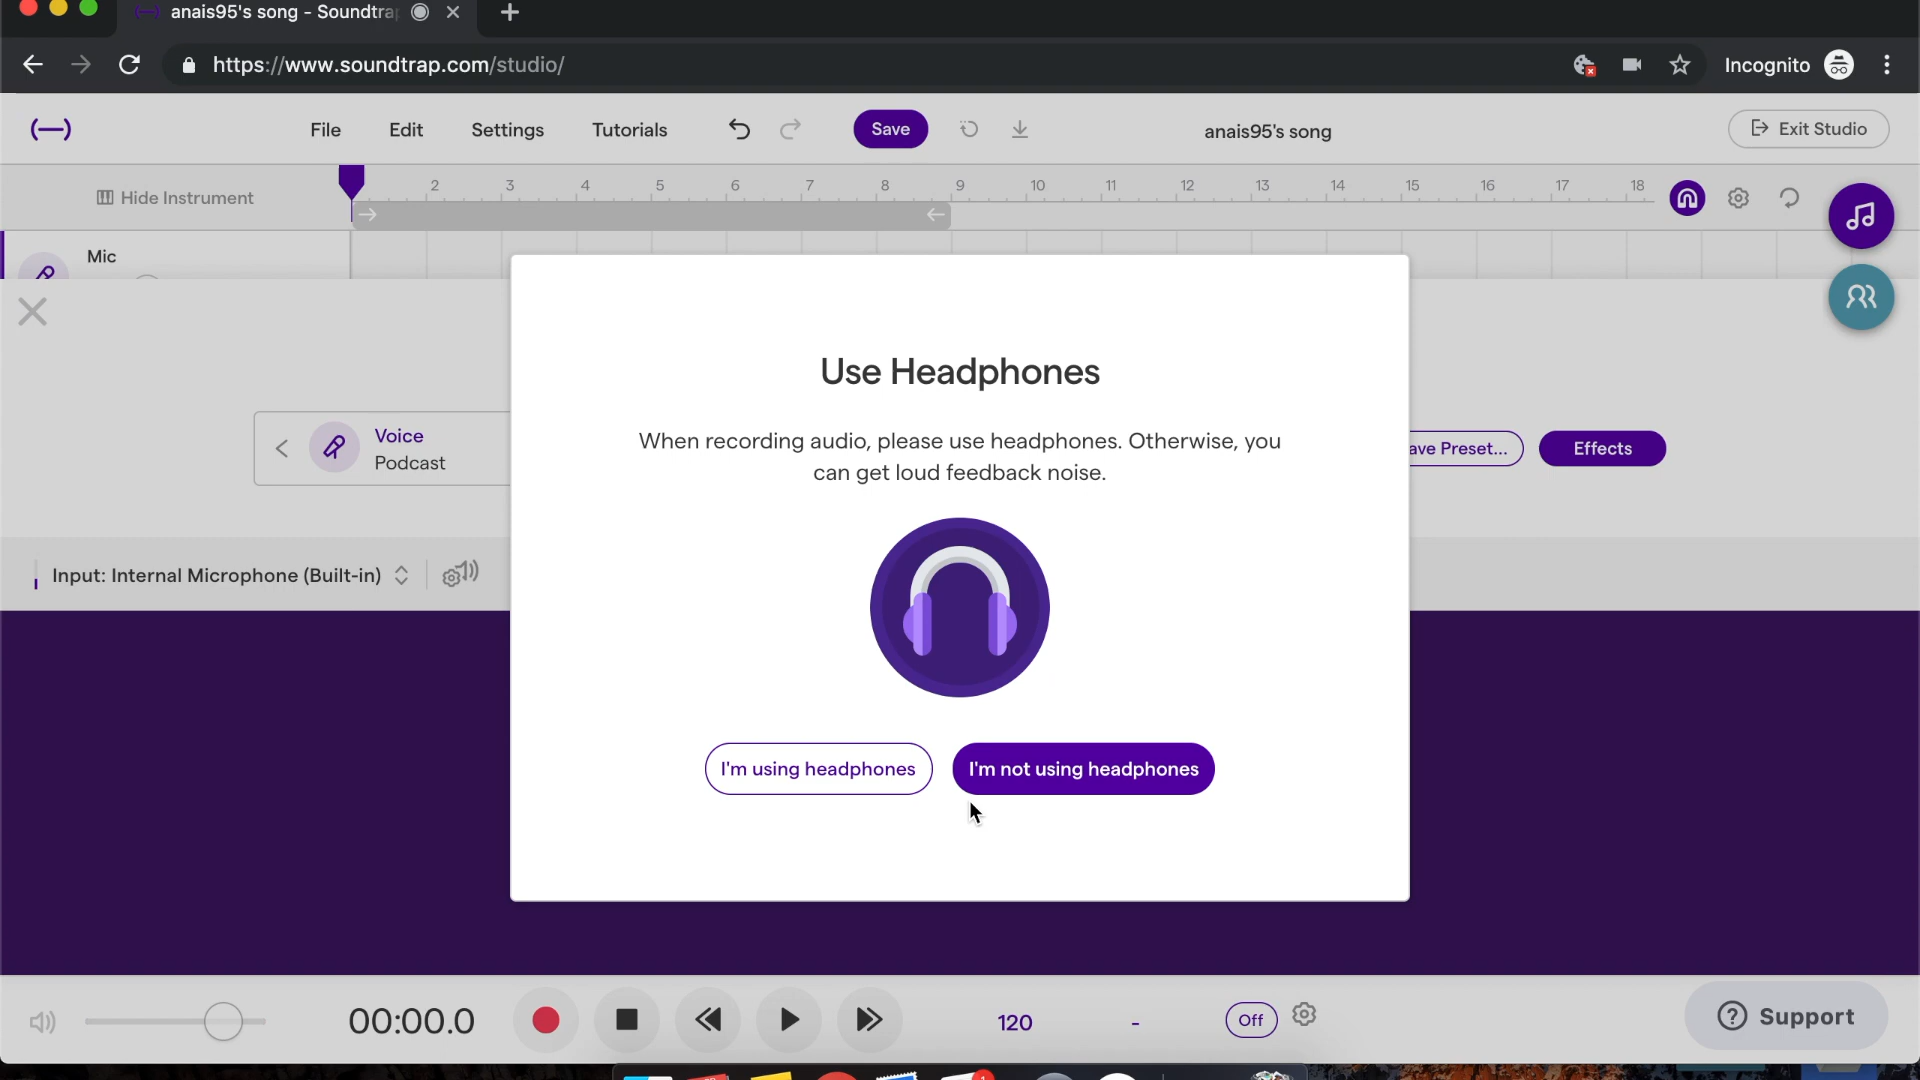 anais95's song - Soundtra
https://www.soundtrap.com/studio/
Incognito
File
Edit
Settings
Tutorials
Save
anais95's song
Exit Studio
Hide Instrument
2 3 4 5 6 7 8 9 10 11 12 13 14 15 16 17 18
Mic
Use Headphones
When recording audio, please use headphones. Otherwise, you
can get loud feedback noise.
Voice
Podcast
ave Preset...
Effects
Input: Internal Microphone (Built-in)
I'm using headphones
I'm not using headphones
00:00.0
120
-
Off
? Support
1